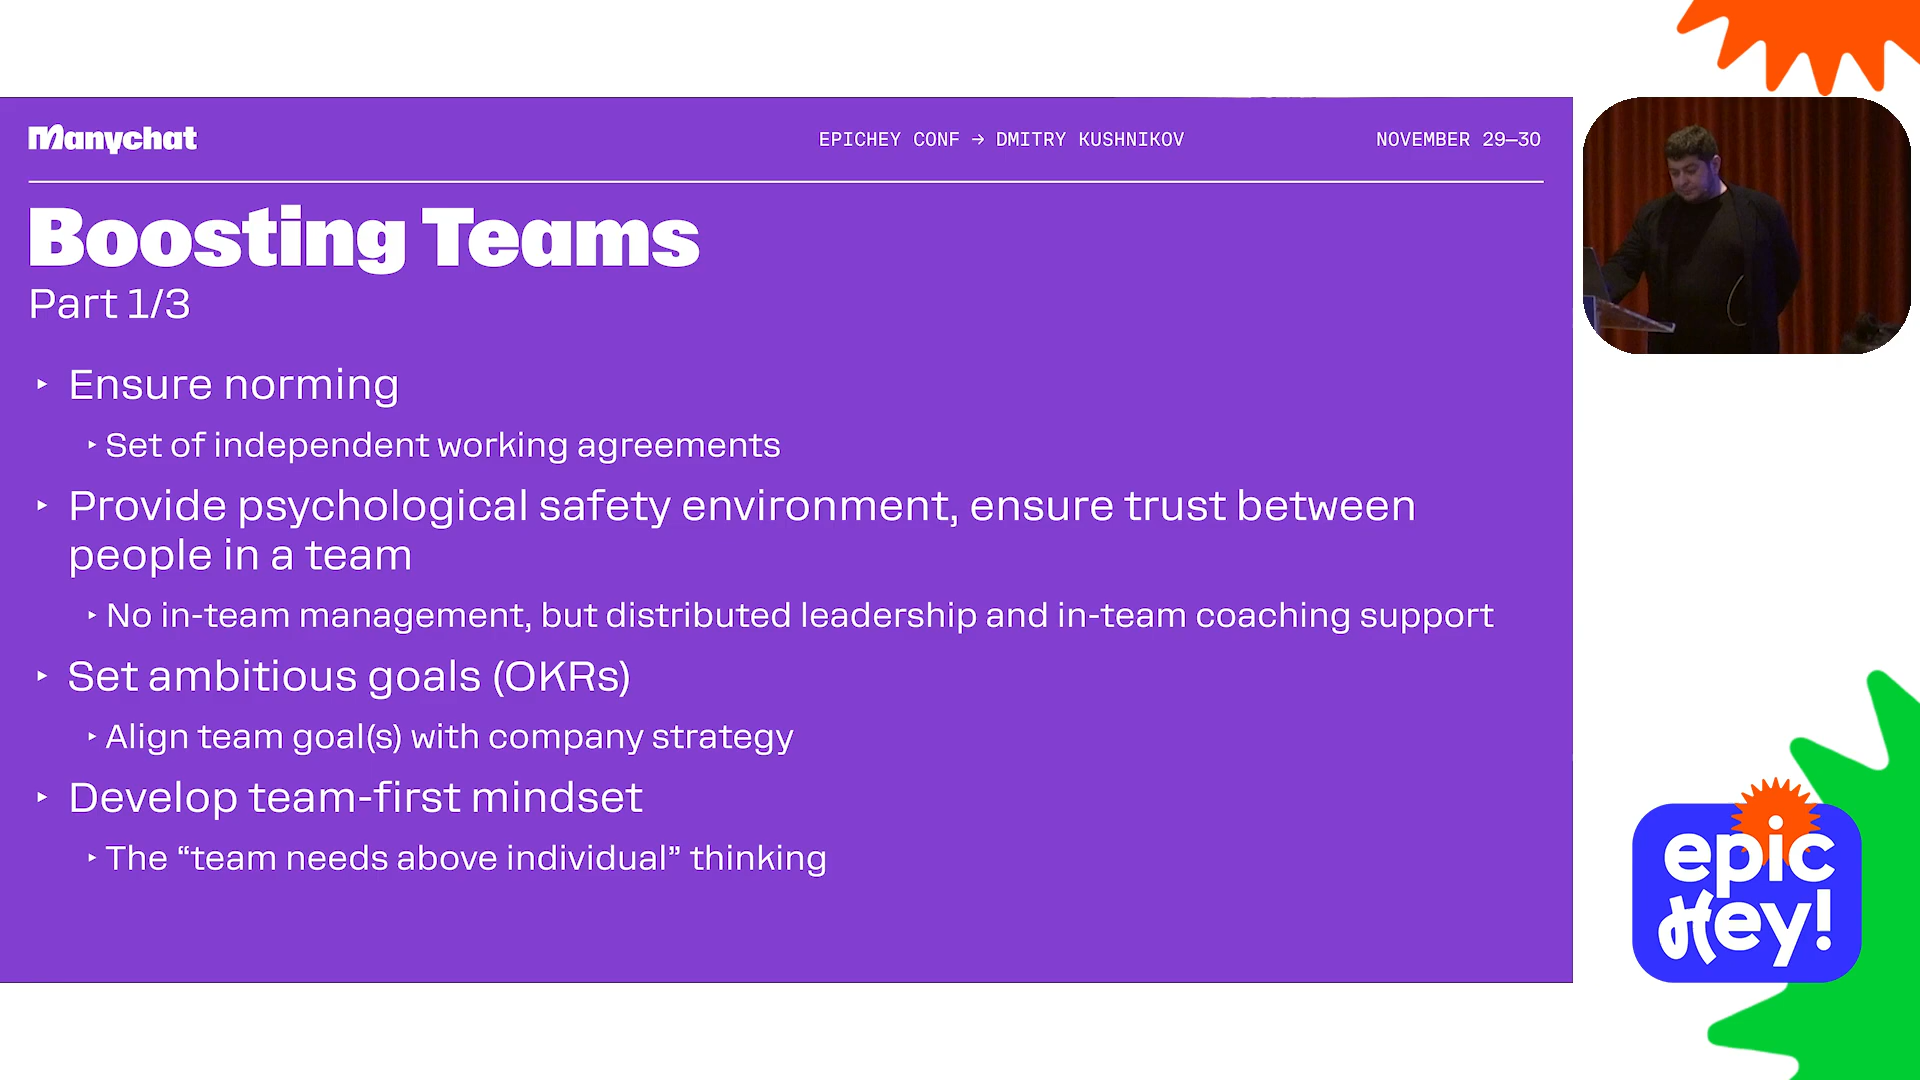 Manychat
EPICHEY CONF → DMITRY KUSHNIKOV
NOVEMBER 29—30
Boosting Teams
Part 1/3
‣ Ensure norming
‣ Set of independent working agreements
‣ Provide psychological safety environment, ensure trust between
people in a team
‣ No in-team management, but distributed leadership and in-team coaching support
‣ Set ambitious goals (OKRs)
‣ Align team goal(s) with company strategy
‣ Develop team-first mindset
‣ The “team needs above individual” thinking
epic
Hey!